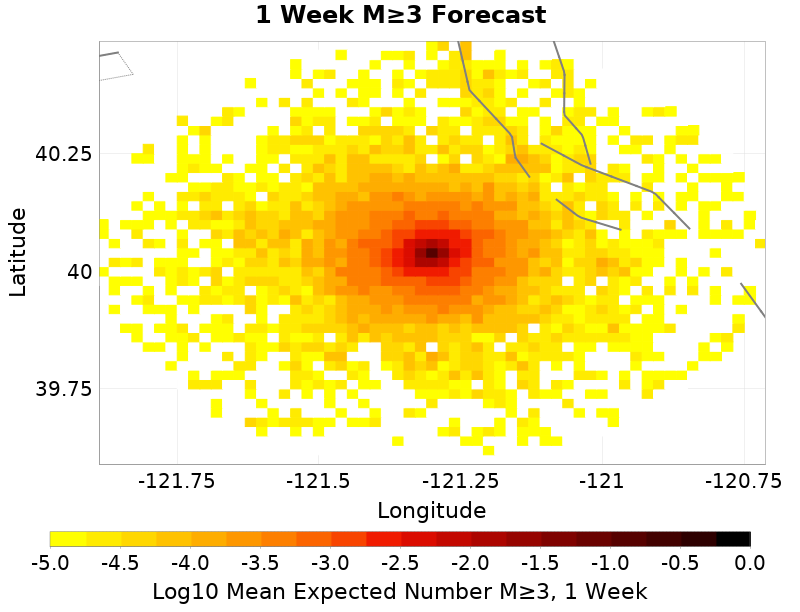 1 Week M≥3 Forecast
Latitude
40.25
40
39.75
-121.75 -121.5 -121.25 -121 -120.75
Longitude
-5.0 -4.5 -4.0 -3.5 -3.0 -2.5 -2.0 -1.5 -1.0 -0.5 0.0
Log10 Mean Expected Number M≥3, 1 Week